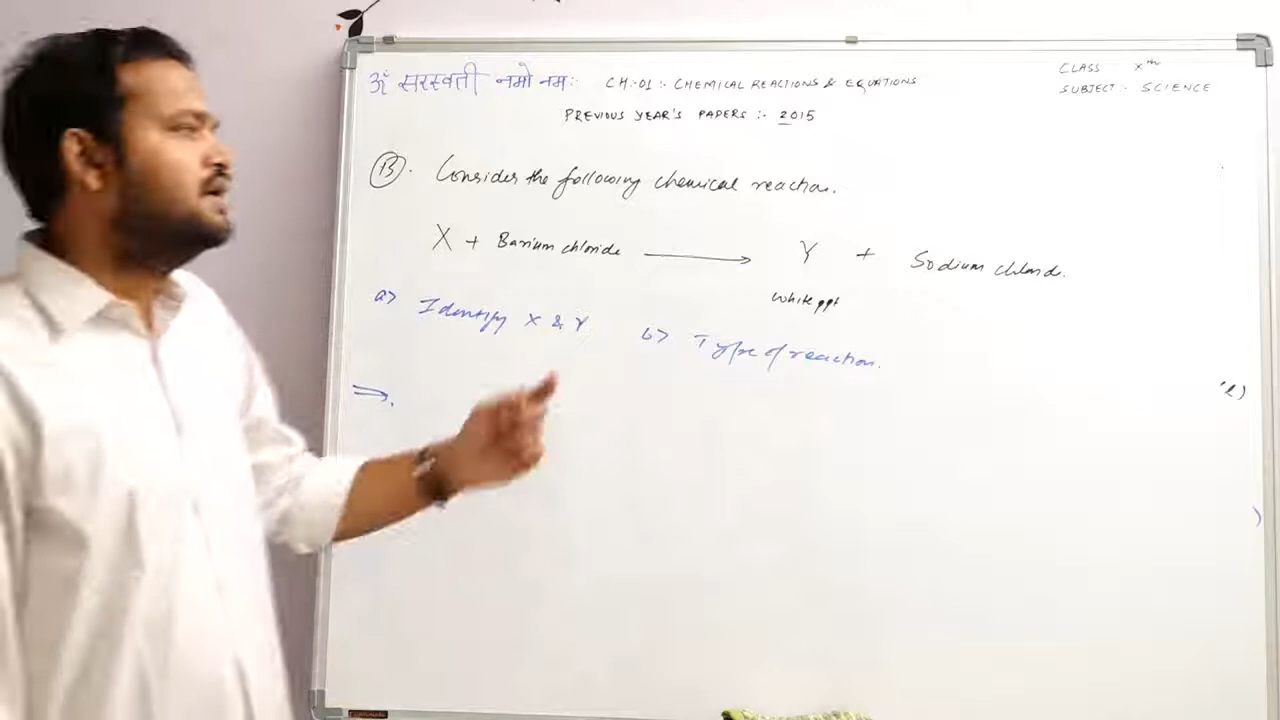 ॐ सरस्वती नमो नमः CH:01:- CHEMICAL REACTIONS & EQUATIONS
CLASS Xth
SUBJECT - SCIENCE
PREVIOUS YEAR'S PAPERS :- 2015
13. Consider the following chemical reaction.
X + Barium chloride ⟶ Y + Sodium chloride.
White ppt
a> Identify X & Y b> Type of reaction.
⇒.